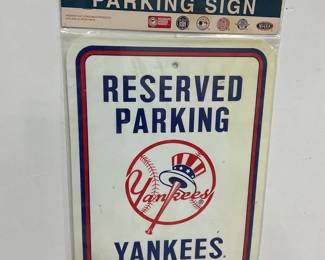 PARKING SIGN
RESERVED
PARKING
Yankees
YANKEES